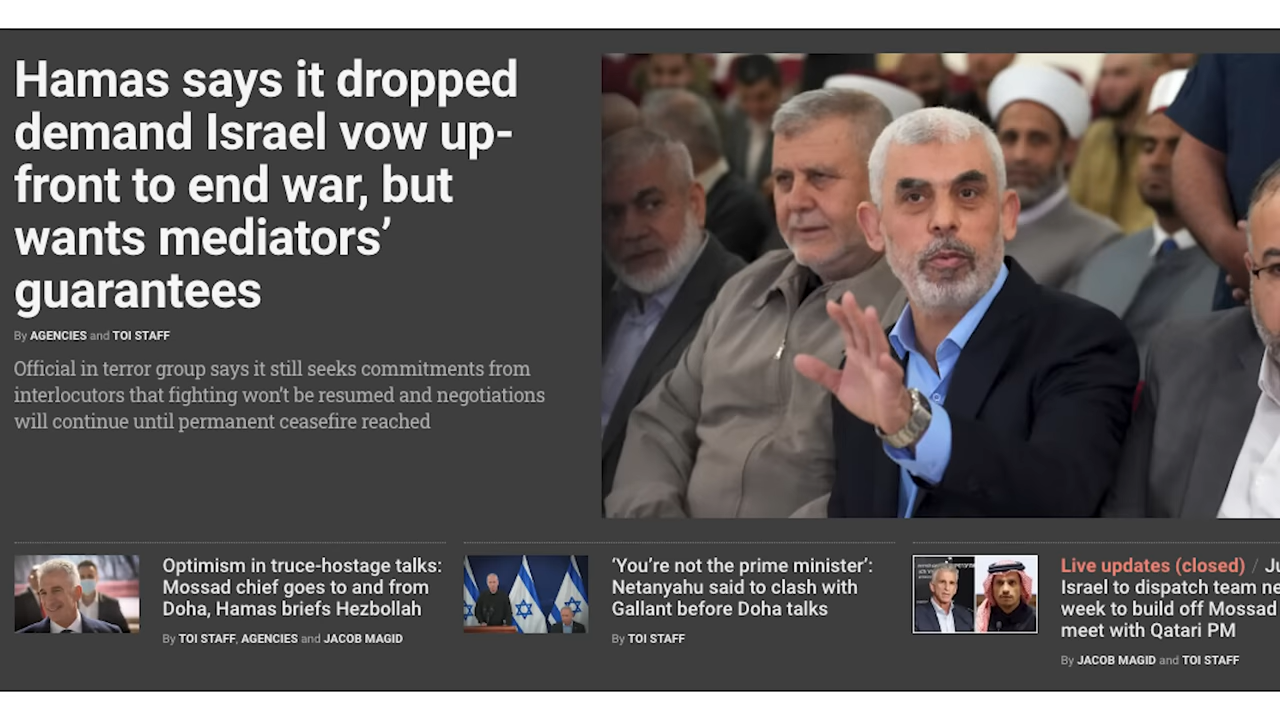 Hamas says it dropped
demand Israel vow up-
front to end war, but
wants mediators’
guarantees
By AGENCIES and TOI STAFF
Official in terror group says it still seeks commitments from
interlocutors that fighting won’t be resumed and negotiations
will continue until permanent ceasefire reached
Optimism in truce-hostage talks:
Mossad chief goes to and from
Doha, Hamas briefs Hezbollah
By TOI STAFF, AGENCIES and JACOB MAGID
‘You’re not the prime minister’:
Netanyahu said to clash with
Gallant before Doha talks
By TOI STAFF
Live updates (closed) / Ju
Israel to dispatch team ne
week to build off Mossad
meet with Qatari PM
By JACOB MAGID and TOI STAFF